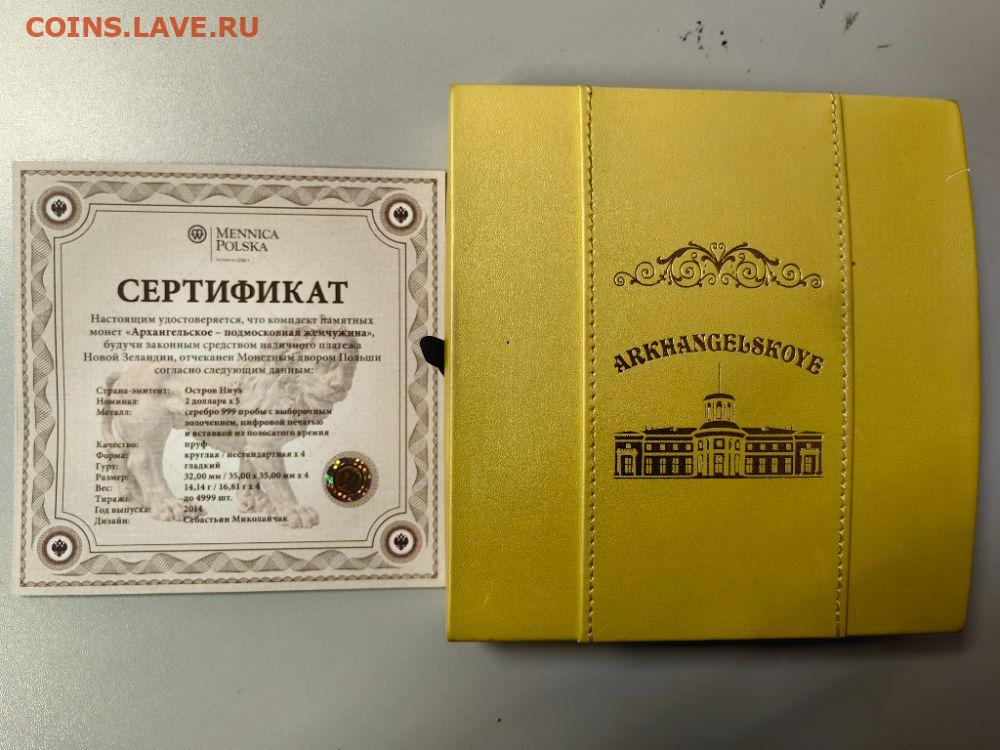 COINS.LAVE.RU
MENNICA
POLSKA
СЕРТИФИКАТ
Настоящим удостоверяется, что комплект памятных
монет «Архангельское – подмосковная жемчужина»,
будучи законным средством наличного платежа
Новой Зеландии, отчеканен Монетным двором Польши
согласно следующим данным:
Страна-эмитент: Остров Ниуэ
Номинал: 2 доллара x 5
Металл: серебро 999 пробы с выборочным
золочением, цифровой печатью
и вставкой из полосатого кремня
Качество: пруф
Форма: круглая / нестандартная x 4
Гурт: гладкий
Размер: 32,00 мм / 35,00 x 35,00 мм x 4
Вес: 14,14 г / 16,81 г x 4
Тираж: до 4999 шт.
Год выпуска: 2014
Дизайн: Себастьян Миколайчак
ARKHANGELSKOYE